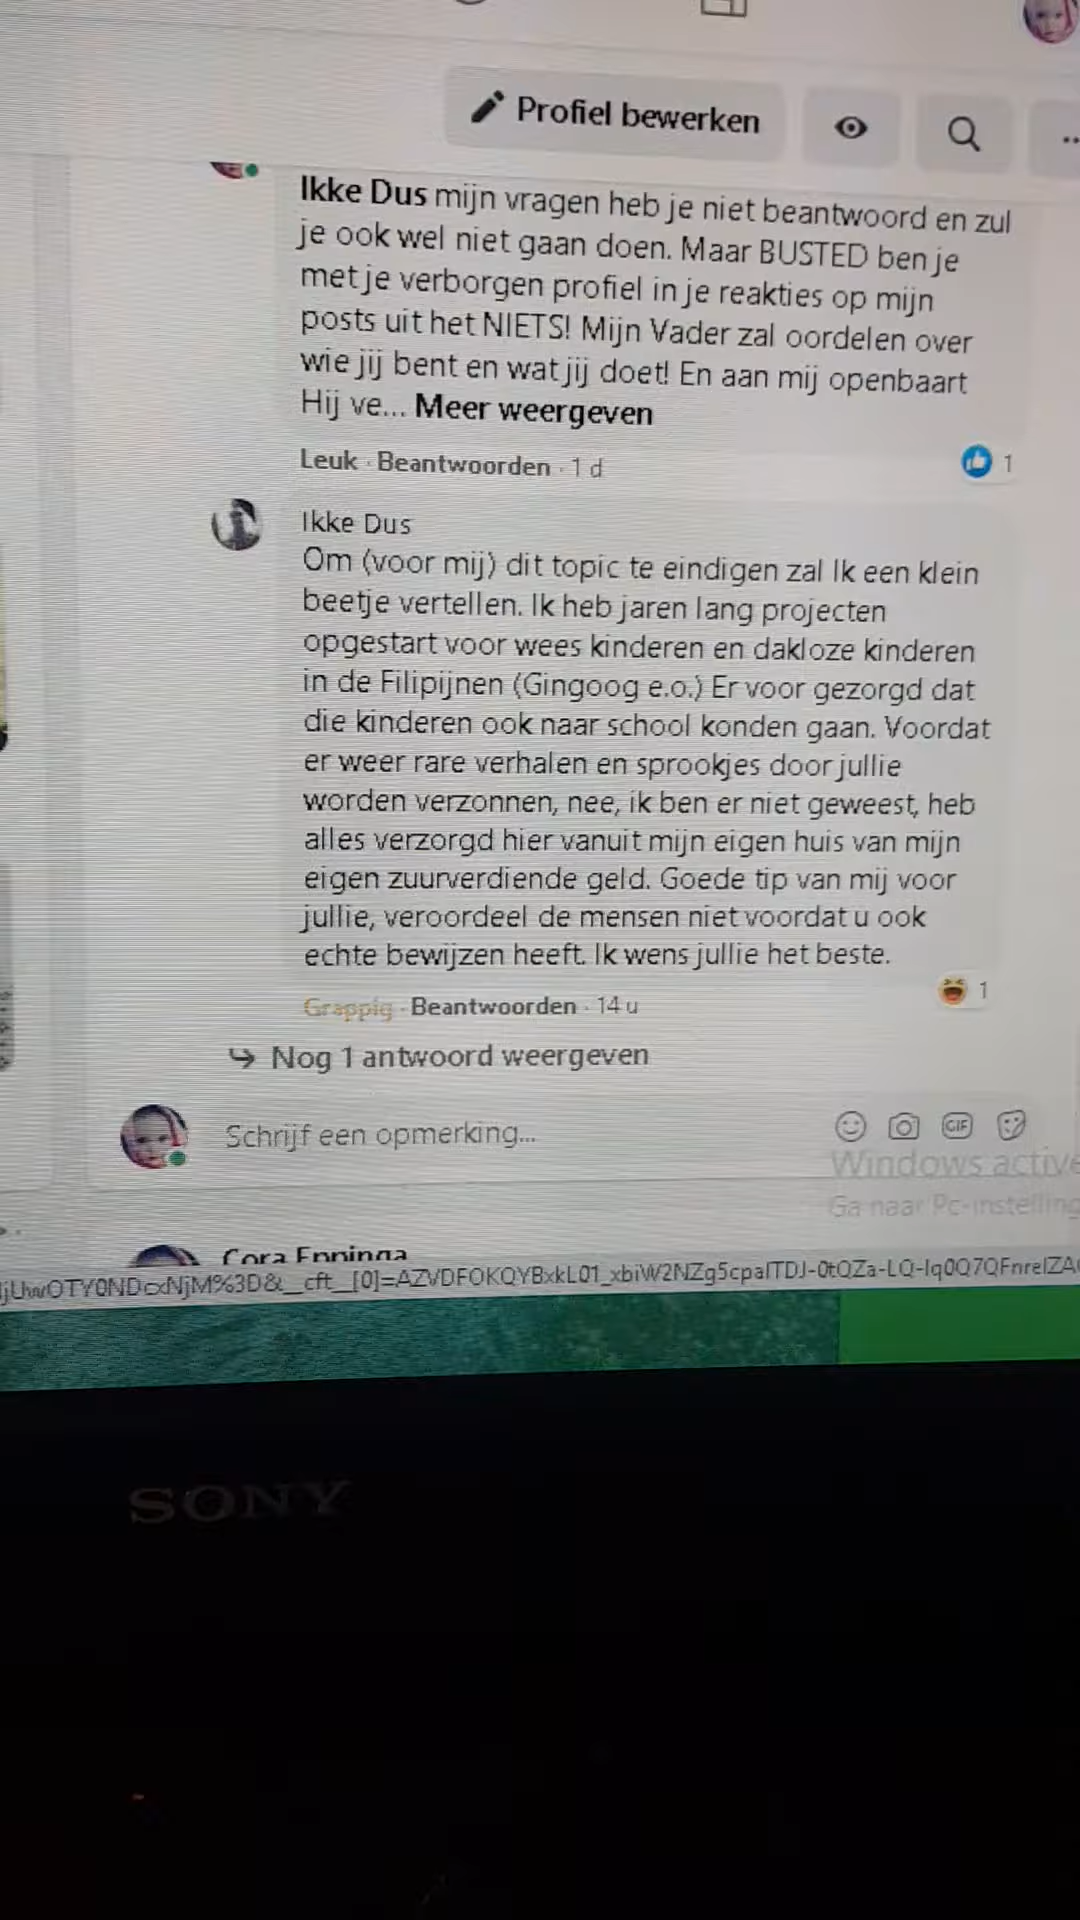 Profiel bewerken
Ikke Dus mijn vragen heb je niet beantwoord en zul
je ook wel niet gaan doen. Maar BUSTED ben je
met je verborgen profiel in je reakties op mijn
posts uit het NIETS! Mijn Vader zal oordelen over
wie jij bent en wat jij doet! En aan mij openbaart
Hij ve... Meer weergeven
Leuk · Beantwoorden · 1 d
1
Ikke Dus
Om (voor mij) dit topic te eindigen zal Ik een klein
beetje vertellen. Ik heb jaren lang projecten
opgestart voor wees kinderen en dakloze kinderen
in de Filipijnen (Gingoog e.o.) Er voor gezorgd dat
die kinderen ook naar school konden gaan. Voordat
er weer rare verhalen en sprookjes door jullie
worden verzonnen, nee, ik ben er niet geweest, heb
alles verzorgd hier vanuit mijn eigen huis van mijn
eigen zuurverdiende geld. Goede tip van mij voor
jullie, veroordeel de mensen niet voordat u ook
echte bewijzen heeft. Ik wens jullie het beste.
1
Grappig · Beantwoorden · 14 u
Nog 1 antwoord weergeven
Schrijf een opmerking...
GIF
Windows active
Ga naar Pc-instelling
Cora Eppinga
SONY